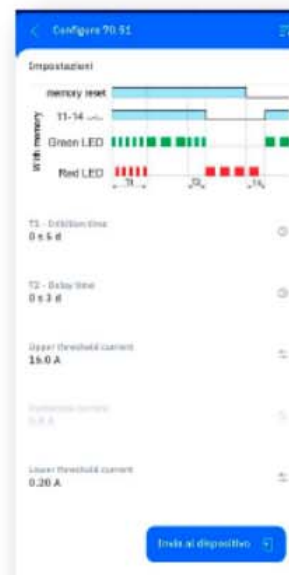 Configure 70.51
Impostazioni
memory reset
With memory
11-14
Green LED
Red LED
T1
T2
T1 - Inhibition time
0 s 5 d
T2 - Delay time
0 s 3 d
Upper threshold current
16.0 A
Lower threshold current
0.20 A
Invia al dispositivo